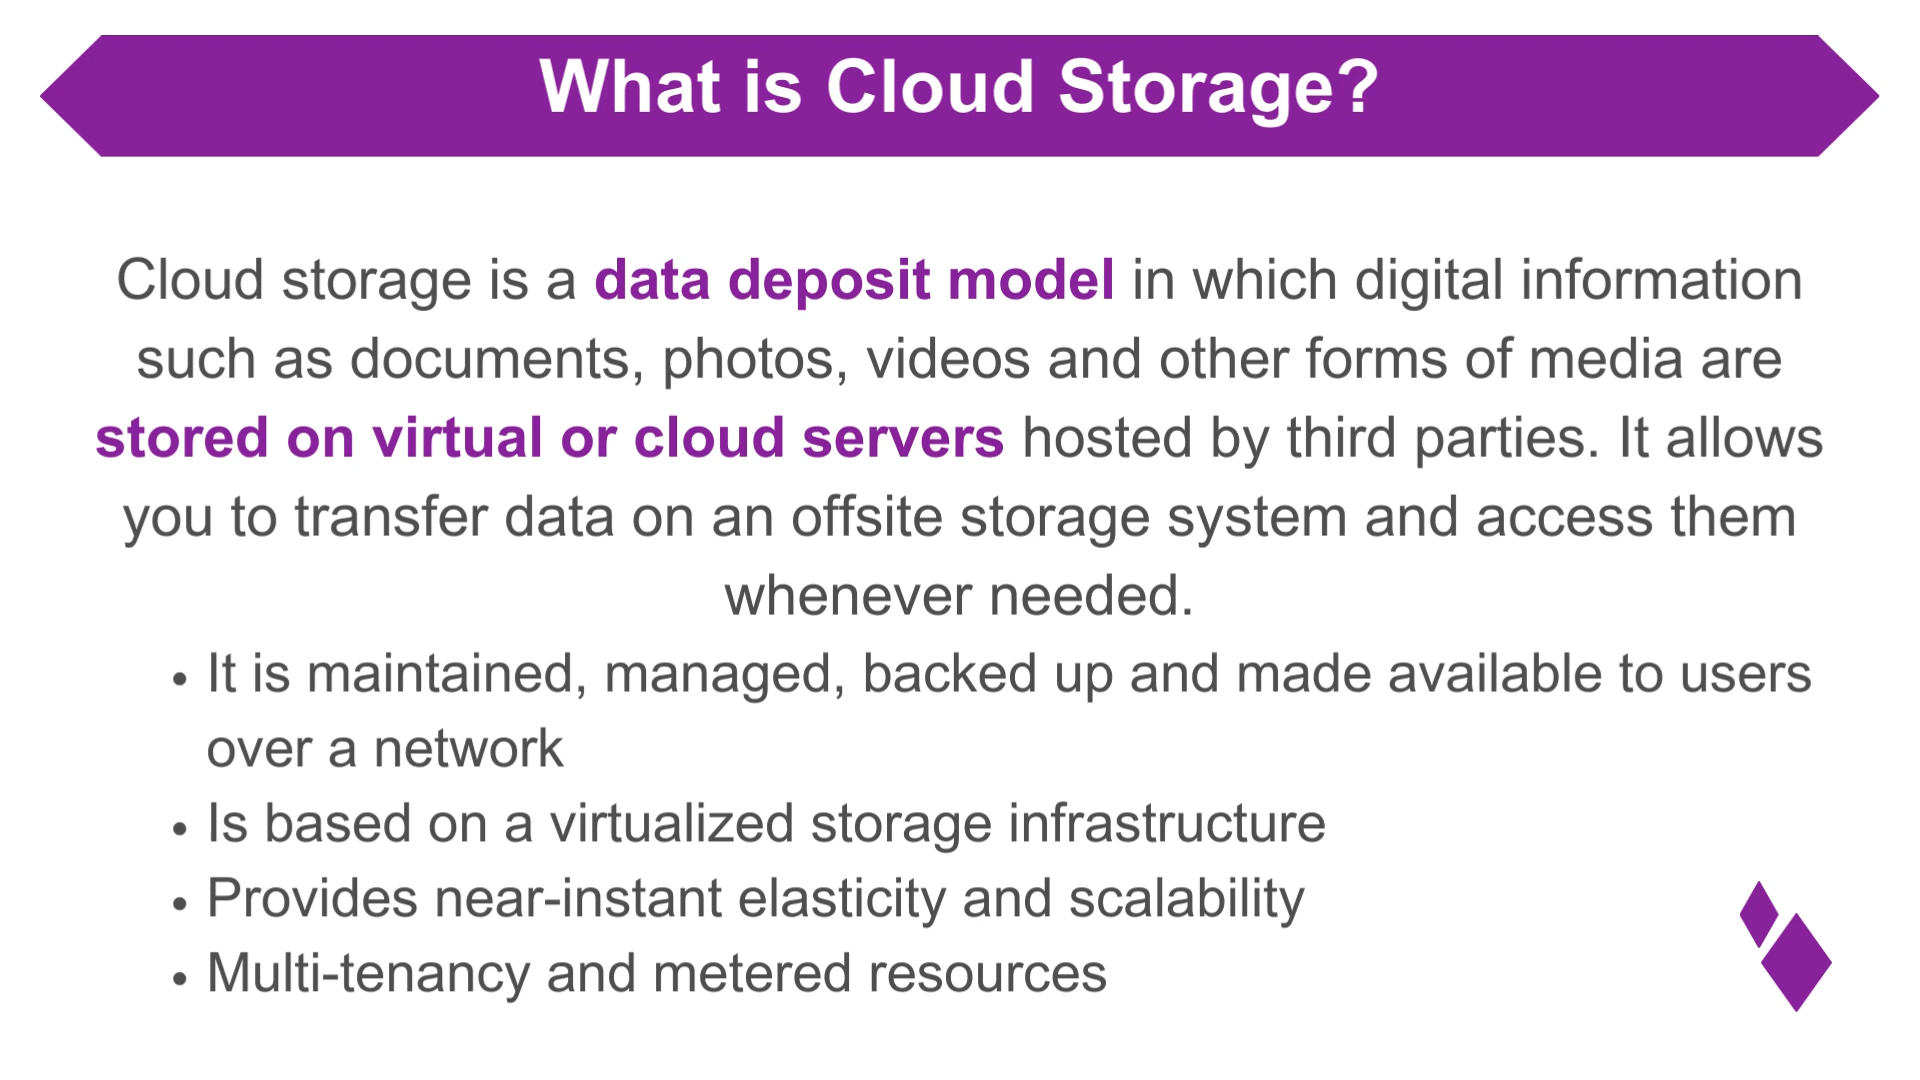 What is Cloud Storage?
Cloud storage is a data deposit model in which digital information
such as documents, photos, videos and other forms of media are
stored on virtual or cloud servers hosted by third parties. It allows
you to transfer data on an offsite storage system and access them
whenever needed.
• It is maintained, managed, backed up and made available to users
over a network
• Is based on a virtualized storage infrastructure
• Provides near-instant elasticity and scalability
• Multi-tenancy and metered resources